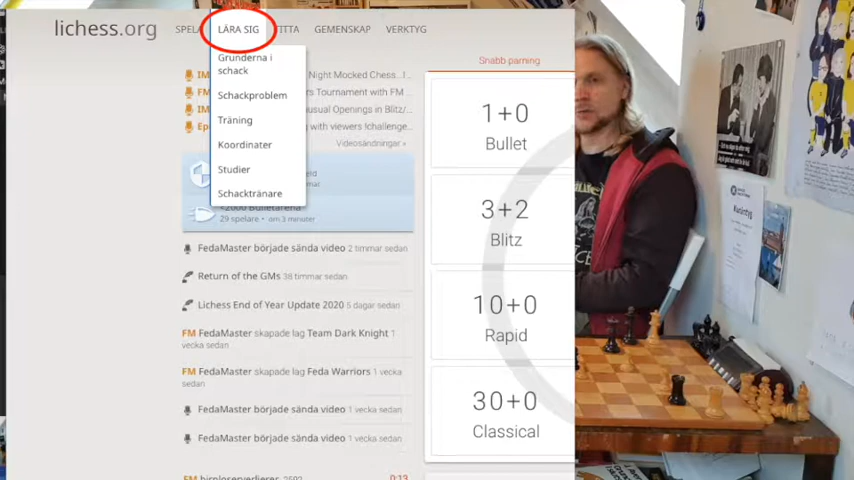 lichess.org
SPELA LÄRA SIG TITTA GEMENSKAP VERKTYG
Grunderna i
schack
Schackproblem
Träning
Koordinater
Studier
Schacktränare
Night Mocked Chess...I...
rs Tournament with FM
usual Openings in Blitz/...
with viewers !challenge...
Videosändningar »
<2000 Bulletarena
29 spelare • om 3 minuter
FedaMaster började sända video 2 timmar sedan
Return of the GMs 38 timmar sedan
Lichess End of Year Update 2020 5 dagar sedan
FM FedaMaster skapade lag Team Dark Knight 1
vecka sedan
FM FedaMaster skapade lag Feda Warriors 1 vecka
sedan
FedaMaster började sända video 1 vecka sedan
FedaMaster började sända video 1 vecka sedan
0:13
Snabb parning
1+0
Bullet
3+2
Blitz
10+0
Rapid
30+0
Classical